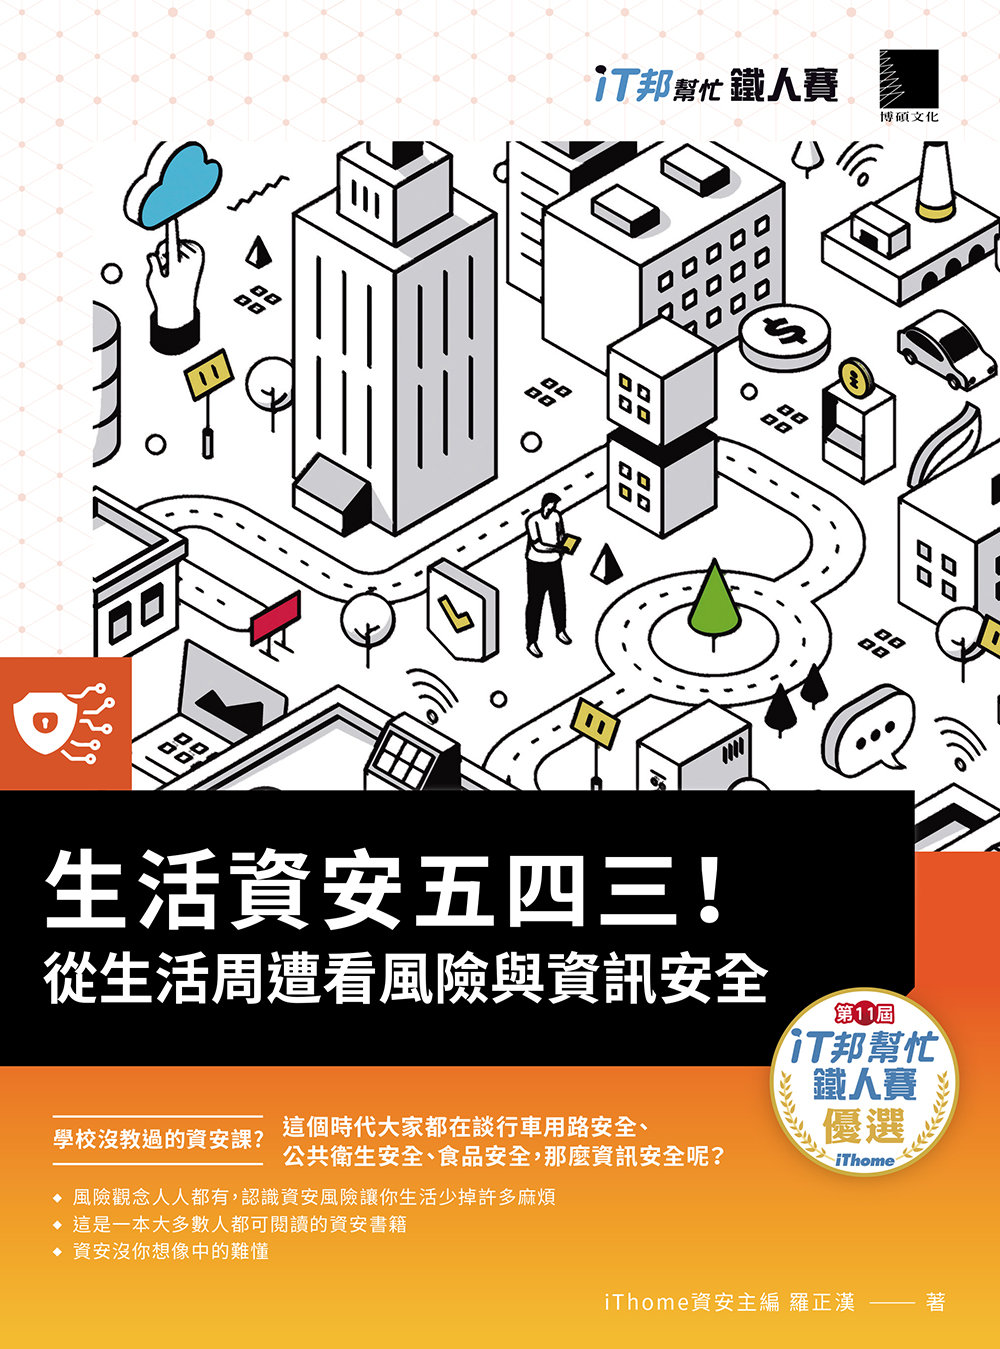 iT邦幫忙 鐵人賽
博碩文化
生活資安五四三！
從生活周遭看風險與資訊安全
第11屆
iT邦幫忙
鐵人賽
優選
iThome
學校沒教過的資安課?
這個時代大家都在談行車用路安全、
公共衛生安全、食品安全，那麼資訊安全呢？
◆ 風險觀念人人都有，認識資安風險讓你生活少掉許多麻煩
◆ 這是一本大多數人都可閱讀的資安書籍
◆ 資安沒你想像中的難懂
iThome資安主編 羅正漢 —— 著